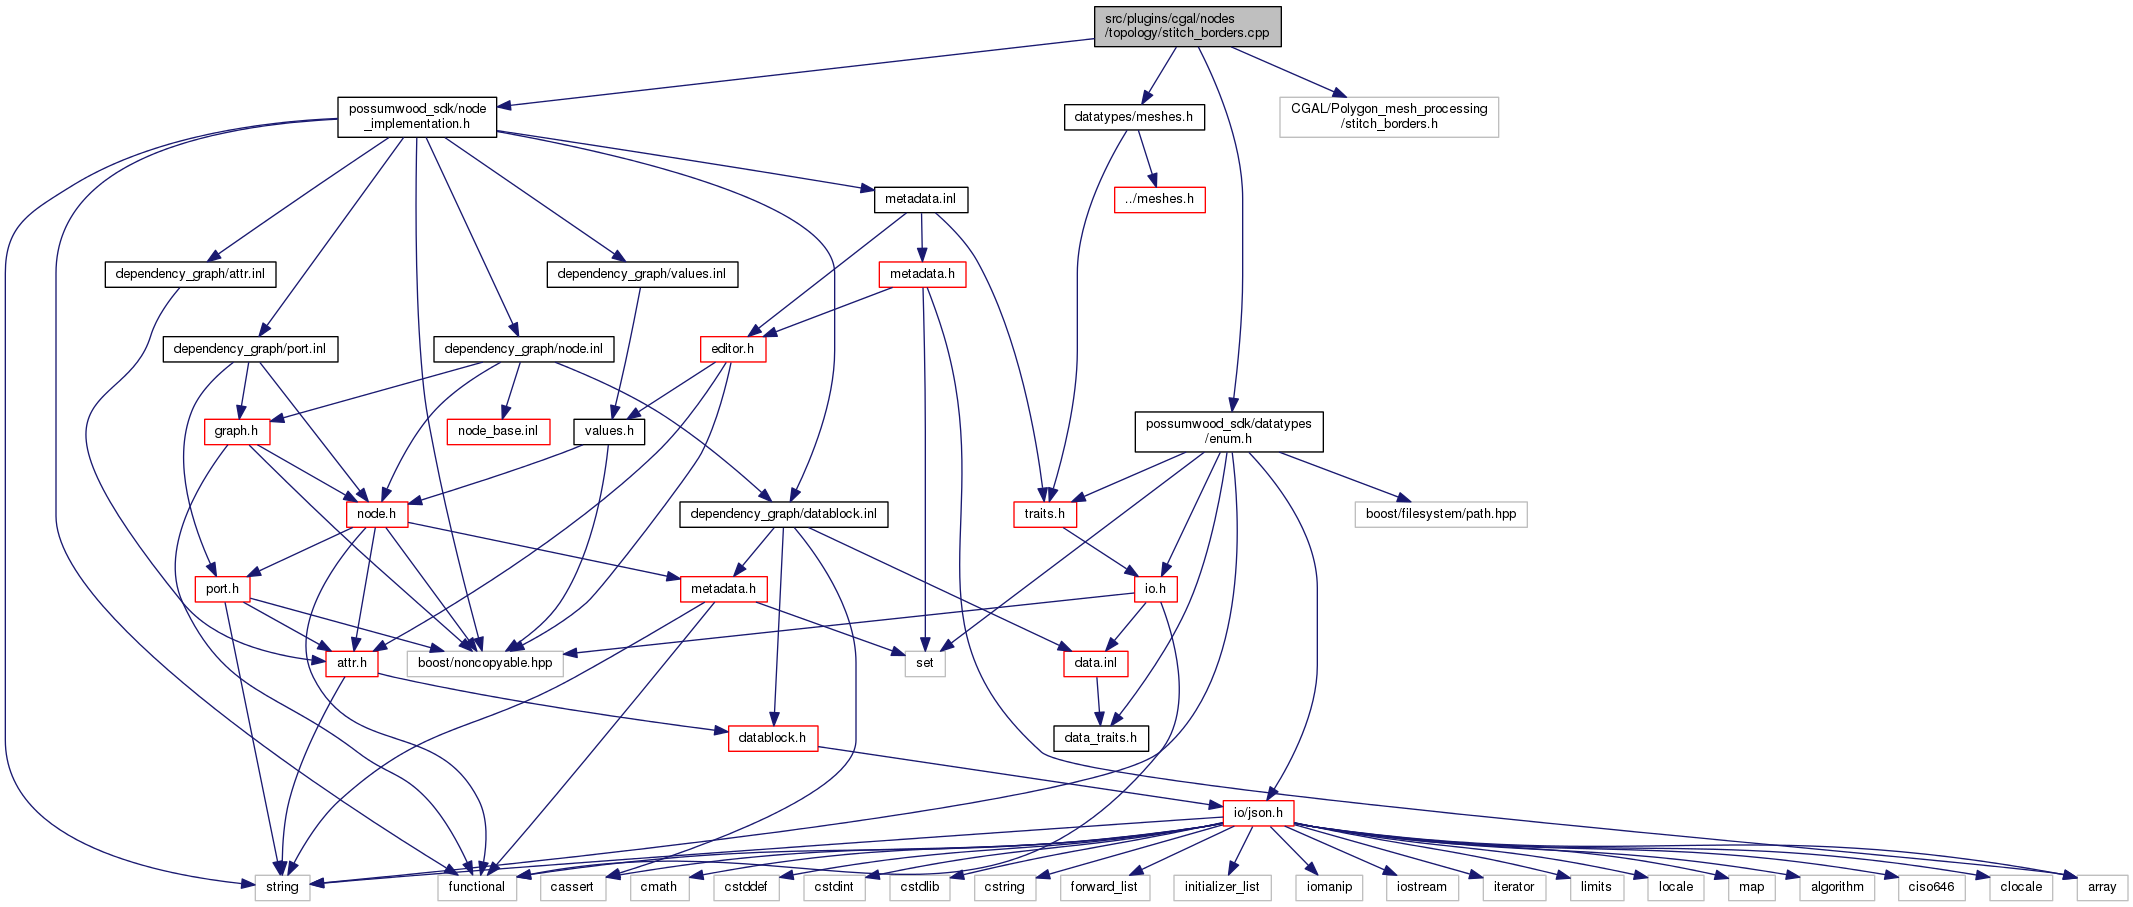 src/plugins/cgal/nodes
/topology/stitch_borders.cpp
possumwood_sdk/node
_implementation.h
datatypes/meshes.h
CGAL/Polygon_mesh_processing
/stitch_borders.h
metadata.inl
../meshes.h
dependency_graph/attr.inl
dependency_graph/values.inl
metadata.h
dependency_graph/port.inl
dependency_graph/node.inl
editor.h
graph.h
node_base.inl
values.h
possumwood_sdk/datatypes
/enum.h
node.h
dependency_graph/datablock.inl
traits.h
boost/filesystem/path.hpp
port.h
metadata.h
io.h
attr.h
boost/noncopyable.hpp
set
data.inl
datablock.h
data_traits.h
io/json.h
string
functional
cassert
cmath
cstddef
cstdint
cstdlib
cstring
forward_list
initializer_list
iomanip
iostream
iterator
limits
locale
map
algorithm
ciso646
clocale
array